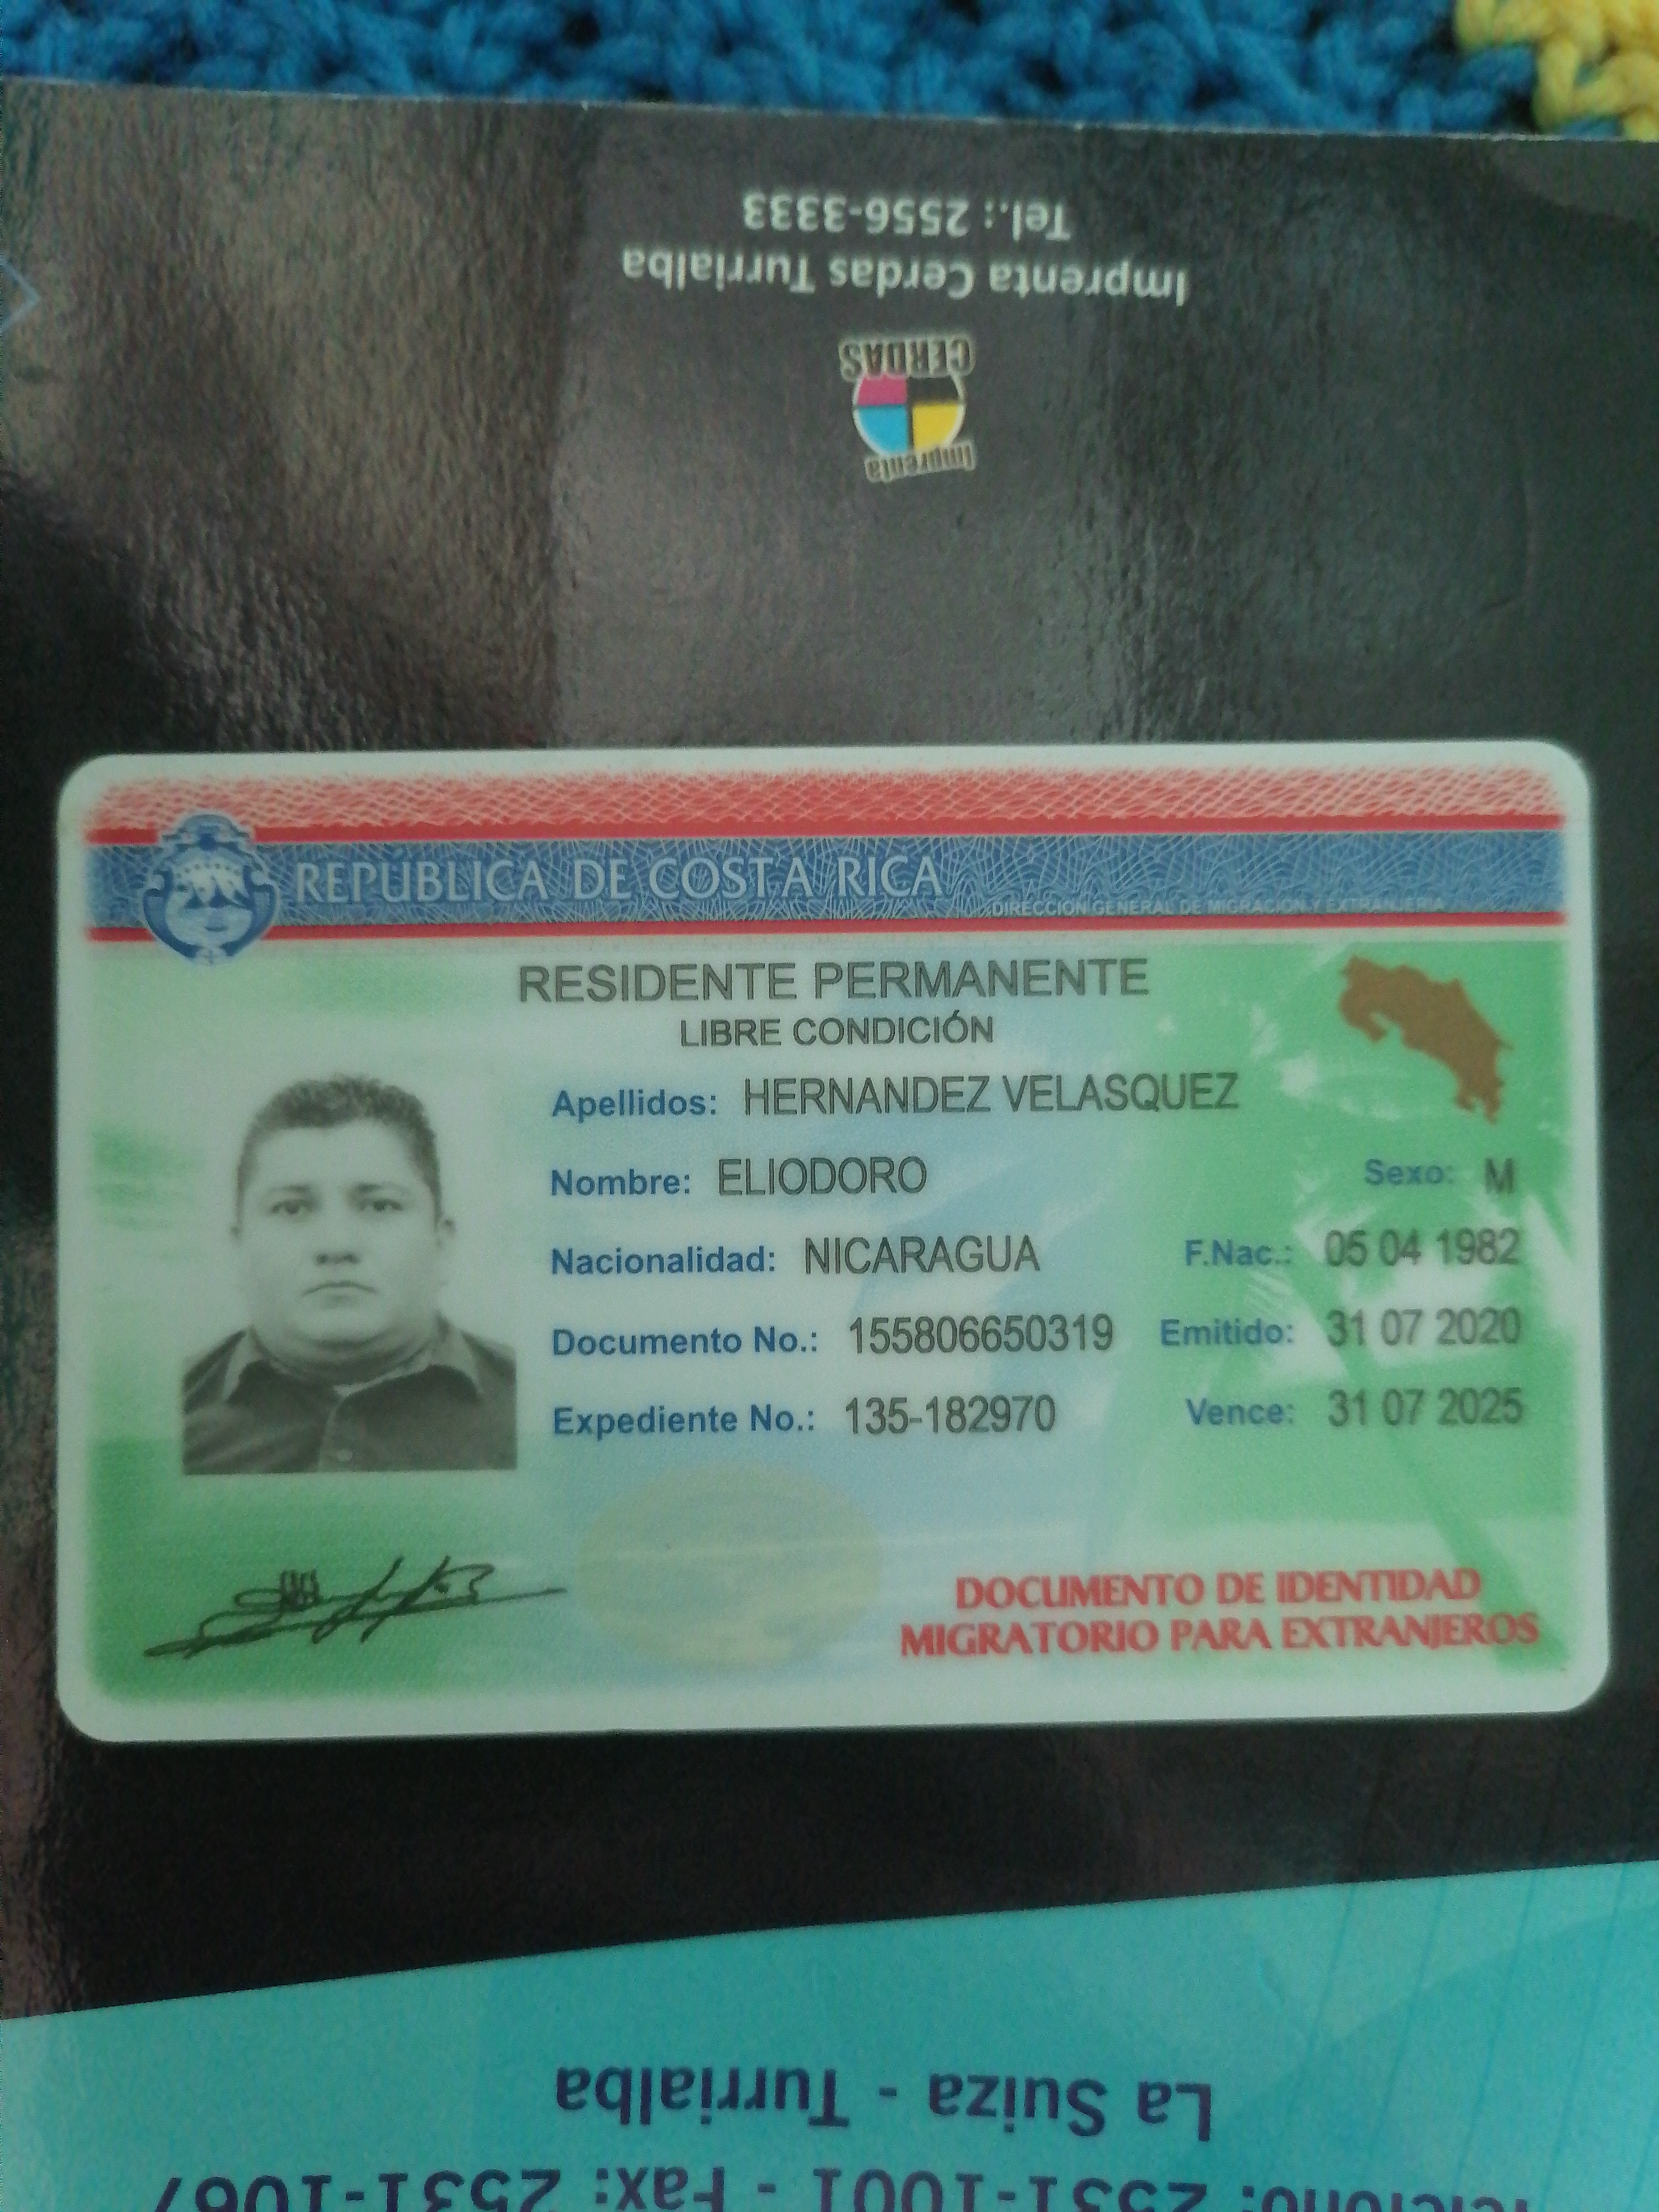 Tel.: 2556-3333
Imprenta Cerdas Turrialba
CERDAS
Imprenta
REPÚBLICA DE COSTA RICA
DIRECCIÓN GENERAL DE MIGRACIÓN Y EXTRANJERÍA
RESIDENTE PERMANENTE
LIBRE CONDICIÓN
Apellidos: HERNANDEZ VELASQUEZ
Nombre: ELIODORO Sexo: M
Nacionalidad: NICARAGUA F.Nac.: 05 04 1982
Documento No.: 155806650319 Emitido: 31 07 2020
Expediente No.: 135-182970 Vence: 31 07 2025
DOCUMENTO DE IDENTIDAD
MIGRATORIO PARA EXTRANJEROS
La Suiza - Turrialba
Teléfono: 2531-1001 - Fax: 2531-1067